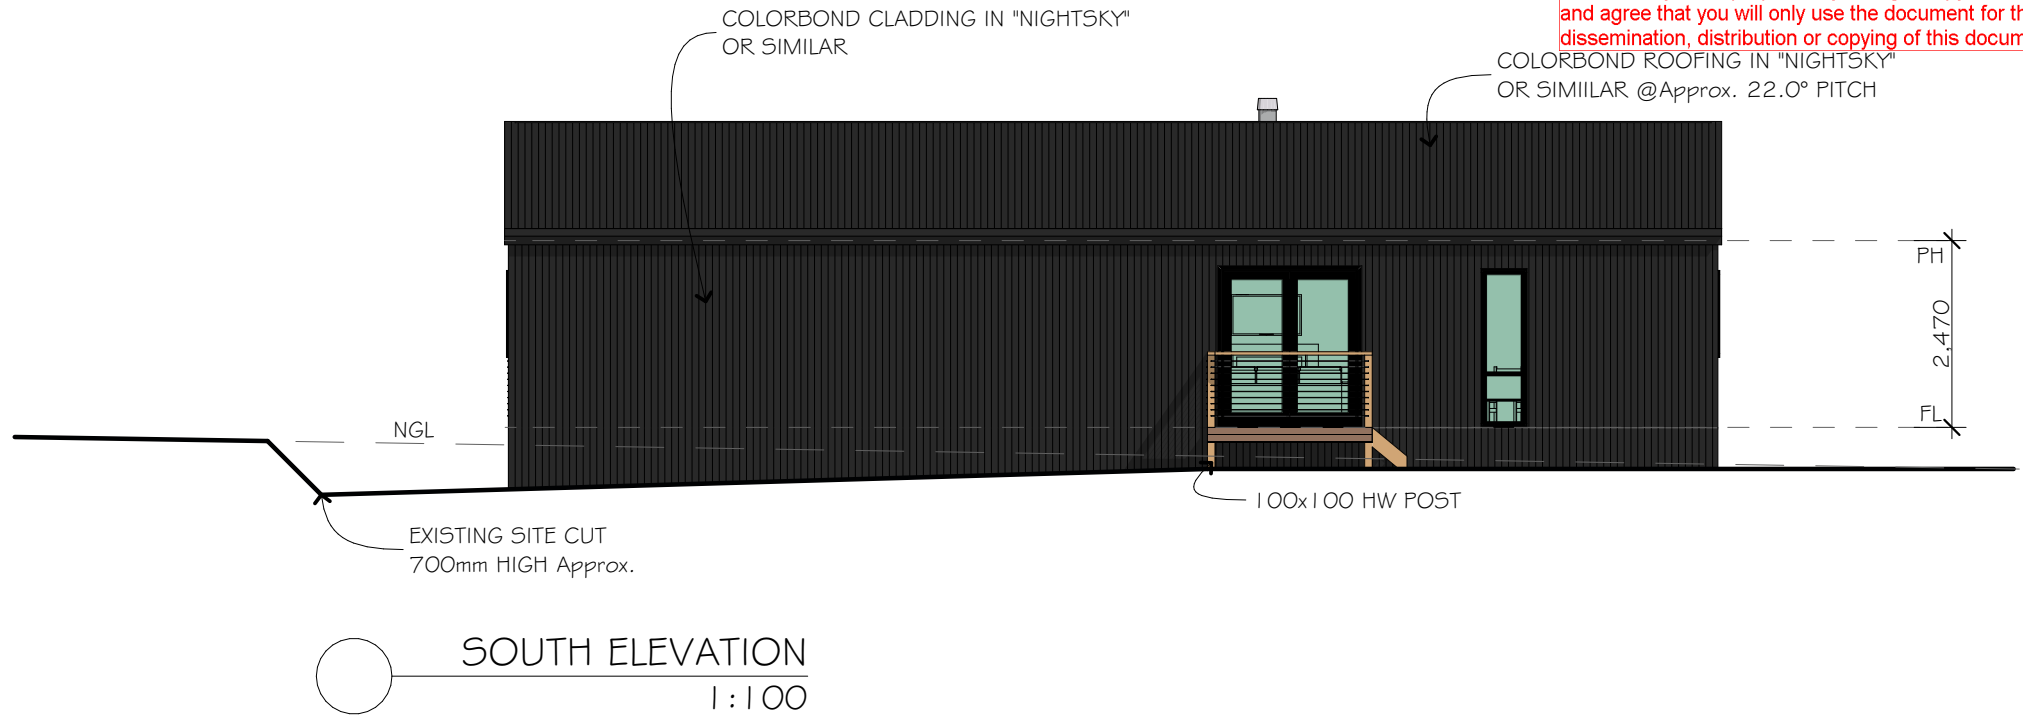 COLORBOND CLADDING IN "NIGHTSKY"
OR SIMILAR
and agree that you will only use the document for th
dissemination, distribution or copying of this docum
COLORBOND ROOFING IN "NIGHTSKY"
OR SIMIILAR @Approx. 22.0° PITCH
PH
2,470
FL
NGL
100x100 HW POST
EXISTING SITE CUT
700mm HIGH Approx.
SOUTH ELEVATION
1:100